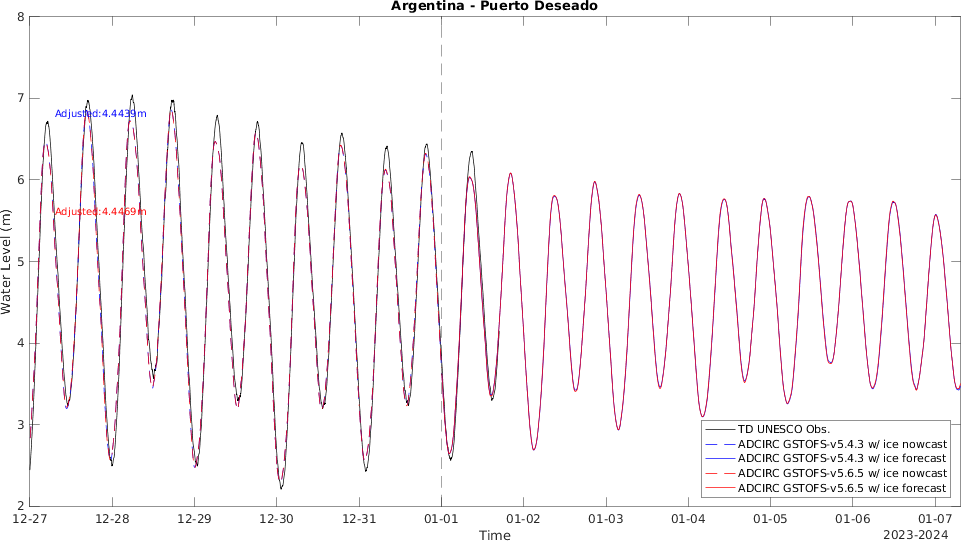 Argentina - Puerto Deseado
8
7
6
5
4
3
2
Water Level (m)
Adjusted:4.4439m
Adjusted:4.4469m
TD UNESCO Obs.
ADCIRC GSTOFS-v5.4.3 w/ ice nowcast
ADCIRC GSTOFS-v5.4.3 w/ ice forecast
ADCIRC GSTOFS-v5.6.5 w/ ice nowcast
ADCIRC GSTOFS-v5.6.5 w/ ice forecast
12-27 12-28 12-29 12-30 12-31 01-01 01-02 01-03 01-04 01-05 01-06 01-07
Time
2023-2024